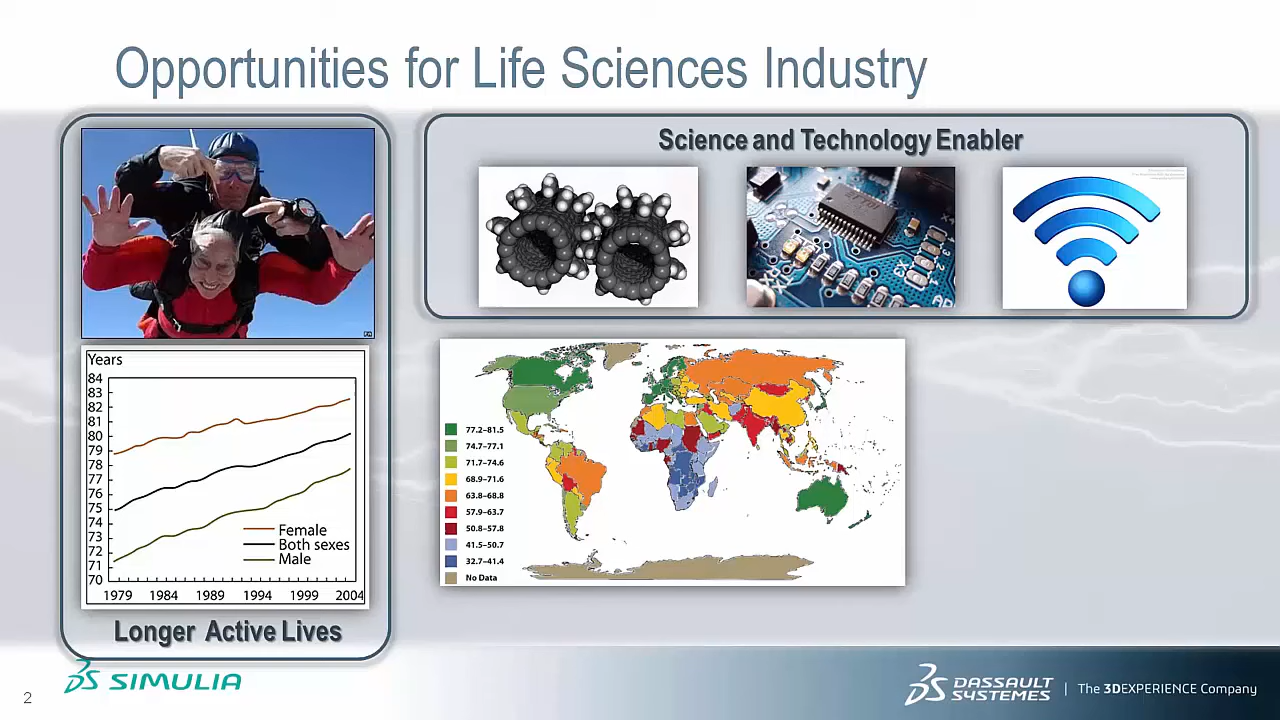 Opportunities for Life Sciences Industry
Science and Technology Enabler
Years
84
83
82
81
80
79
78
77
76
75
74
73
72
71
70
Female
Both sexes
Male
1979 1984 1989 1994 1999 2004
Longer Active Lives
77.2–81.5
74.7–77.1
71.7–74.6
68.9–71.6
63.8–68.8
57.9–63.7
50.8–57.8
41.5–50.7
32.7–41.4
No Data
2
SIMULIA
DASSAULT
SYSTEMES
The 3DEXPERIENCE Company